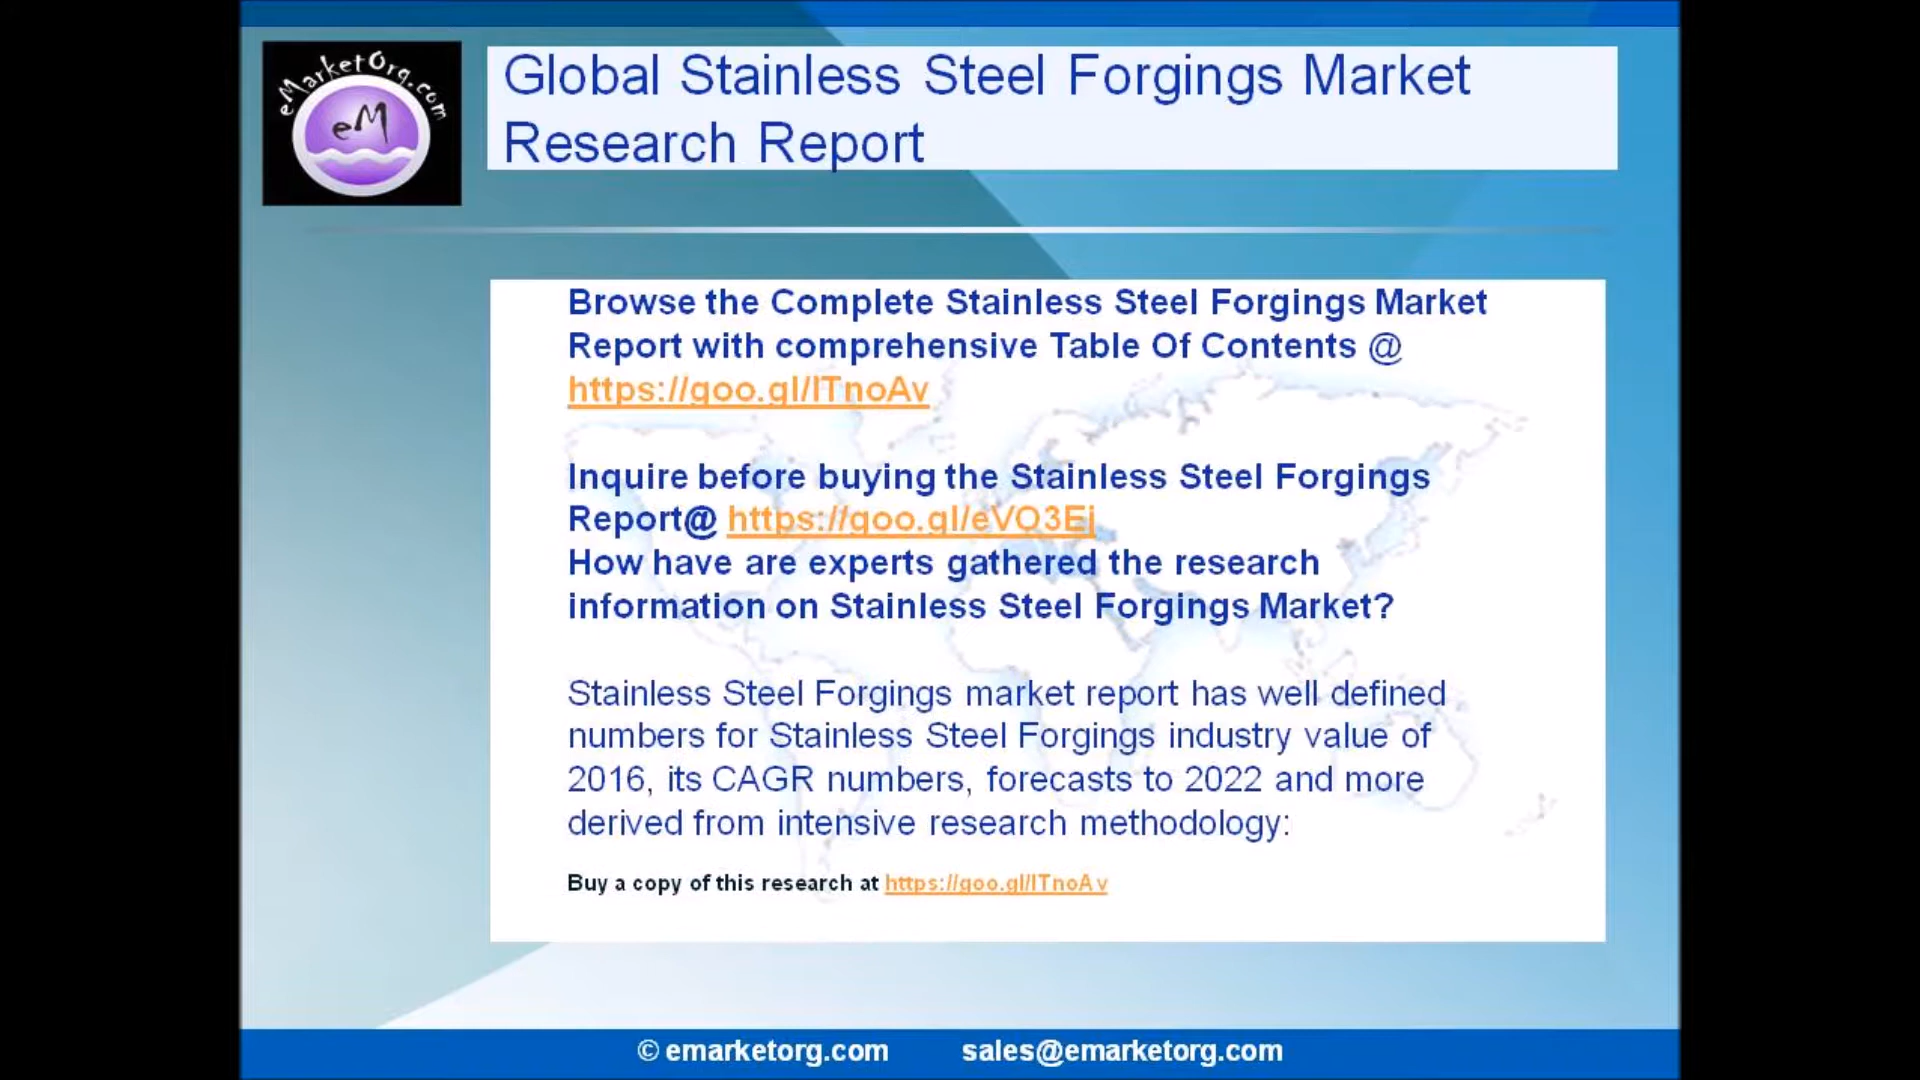 eMarketOrg.com
eM
Global Stainless Steel Forgings Market
Research Report
Browse the Complete Stainless Steel Forgings Market
Report with comprehensive Table Of Contents @
https://goo.gl/ITnoAv
Inquire before buying the Stainless Steel Forgings
Report@ https://goo.gl/eVO3Ej
How have are experts gathered the research
information on Stainless Steel Forgings Market?
Stainless Steel Forgings market report has well defined
numbers for Stainless Steel Forgings industry value of
2016, its CAGR numbers, forecasts to 2022 and more
derived from intensive research methodology:
Buy a copy of this research at https://goo.gl/ITnoAv
© emarketorg.com sales@emarketorg.com